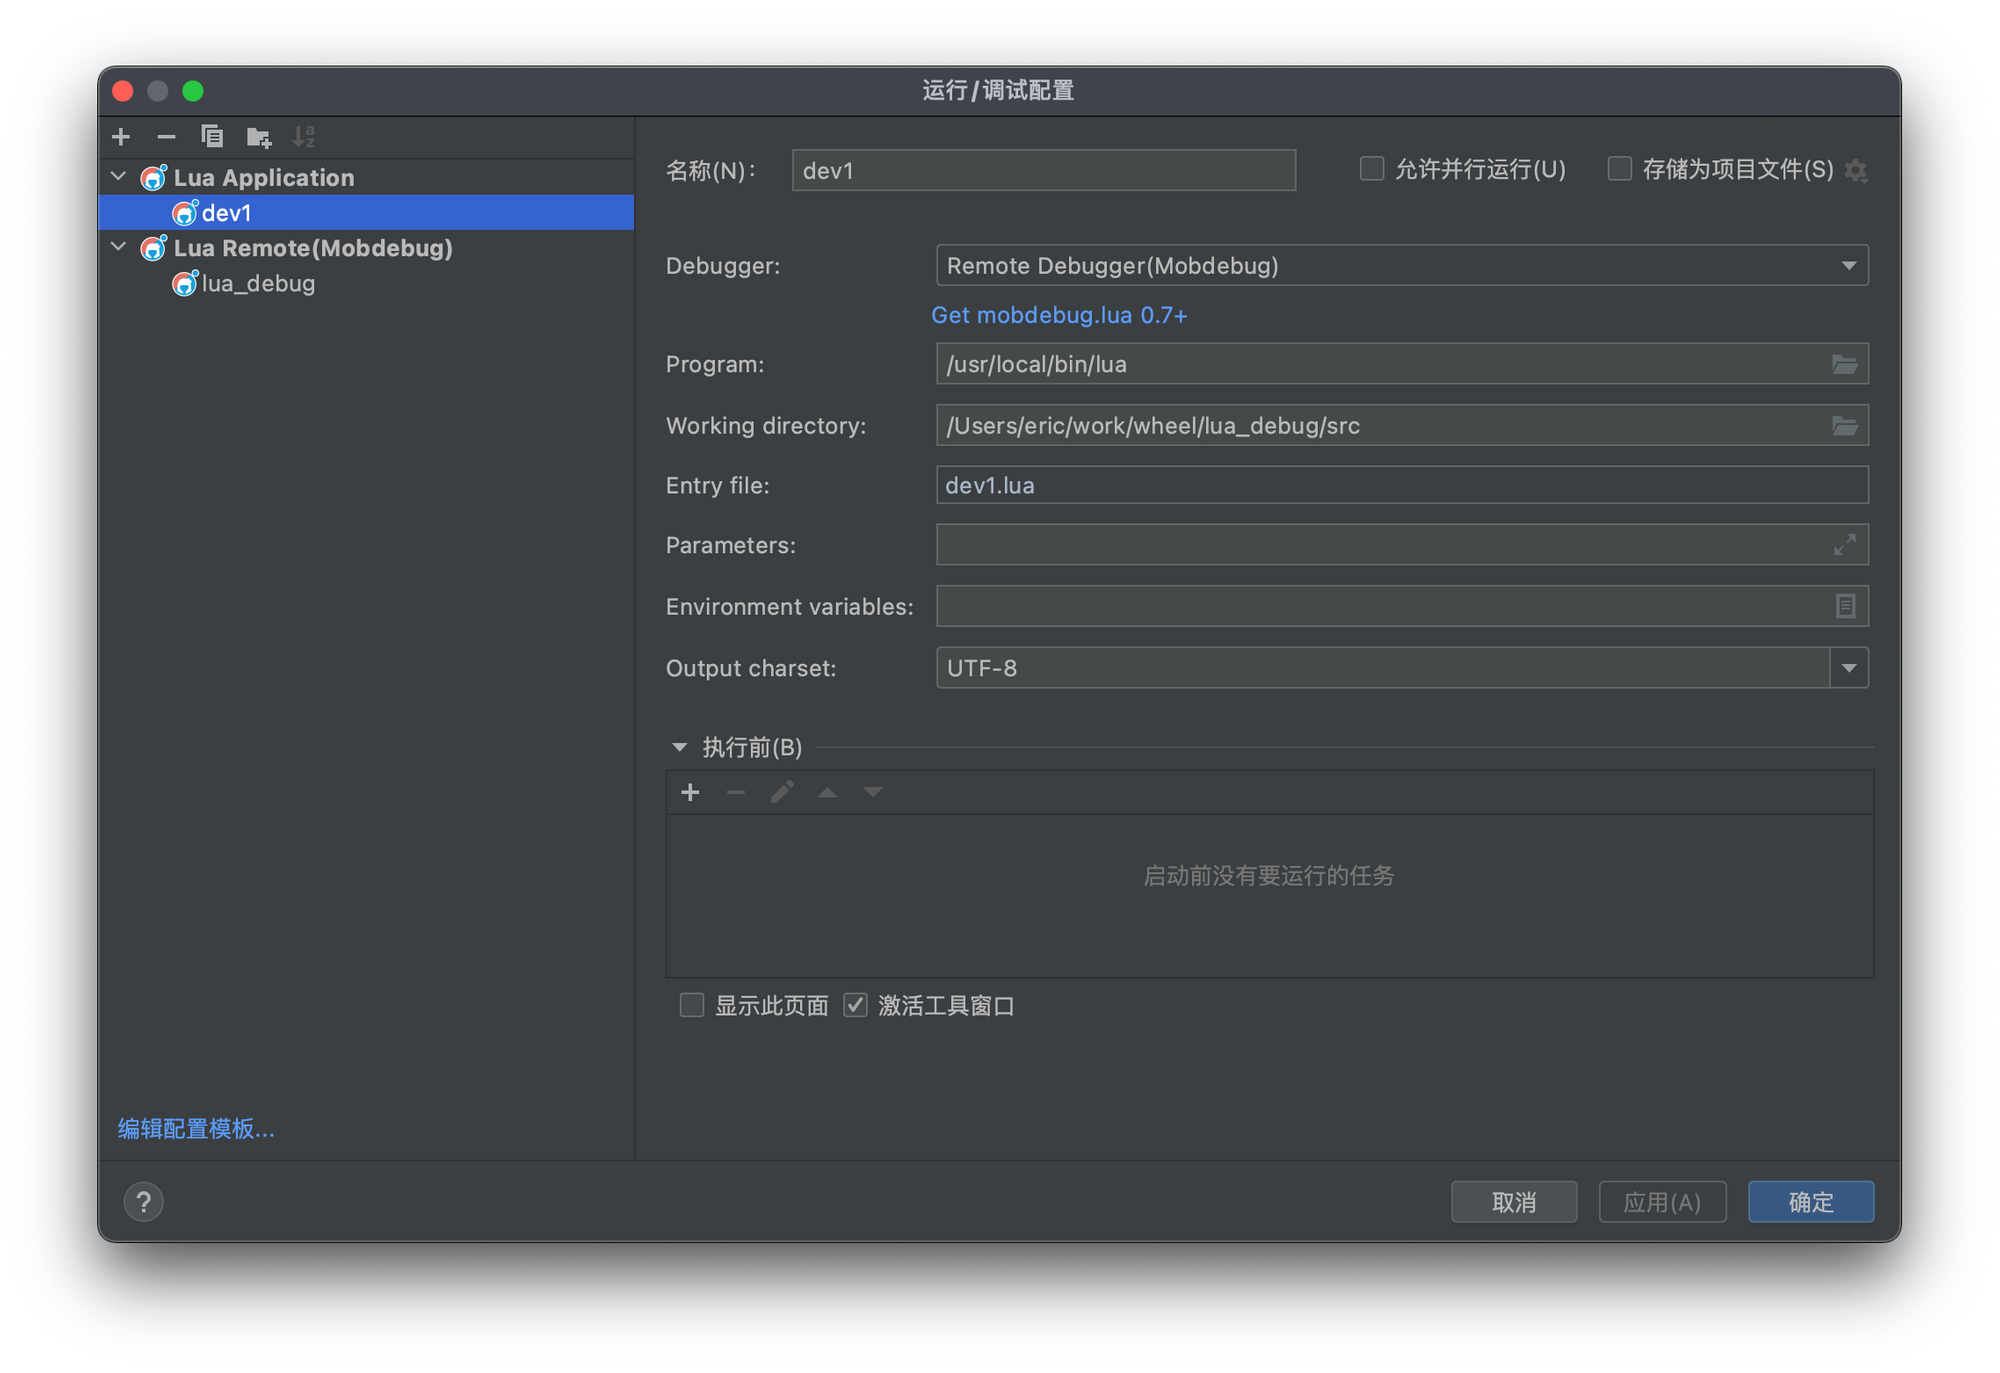 运行/调试配置
Lua Application
dev1
Lua Remote(Mobdebug)
lua_debug
编辑配置模板...
名称(N): dev1 允许并行运行(U) 存储为项目文件(S)
Debugger: Remote Debugger(Mobdebug)
Get mobdebug.lua 0.7+
Program: /usr/local/bin/lua
Working directory: /Users/eric/work/wheel/lua_debug/src
Entry file: dev1.lua
Parameters:
Environment variables:
Output charset: UTF-8
执行前(B)
启动前没有要运行的任务
显示此页面 激活工具窗口
? 取消 应用(A) 确定